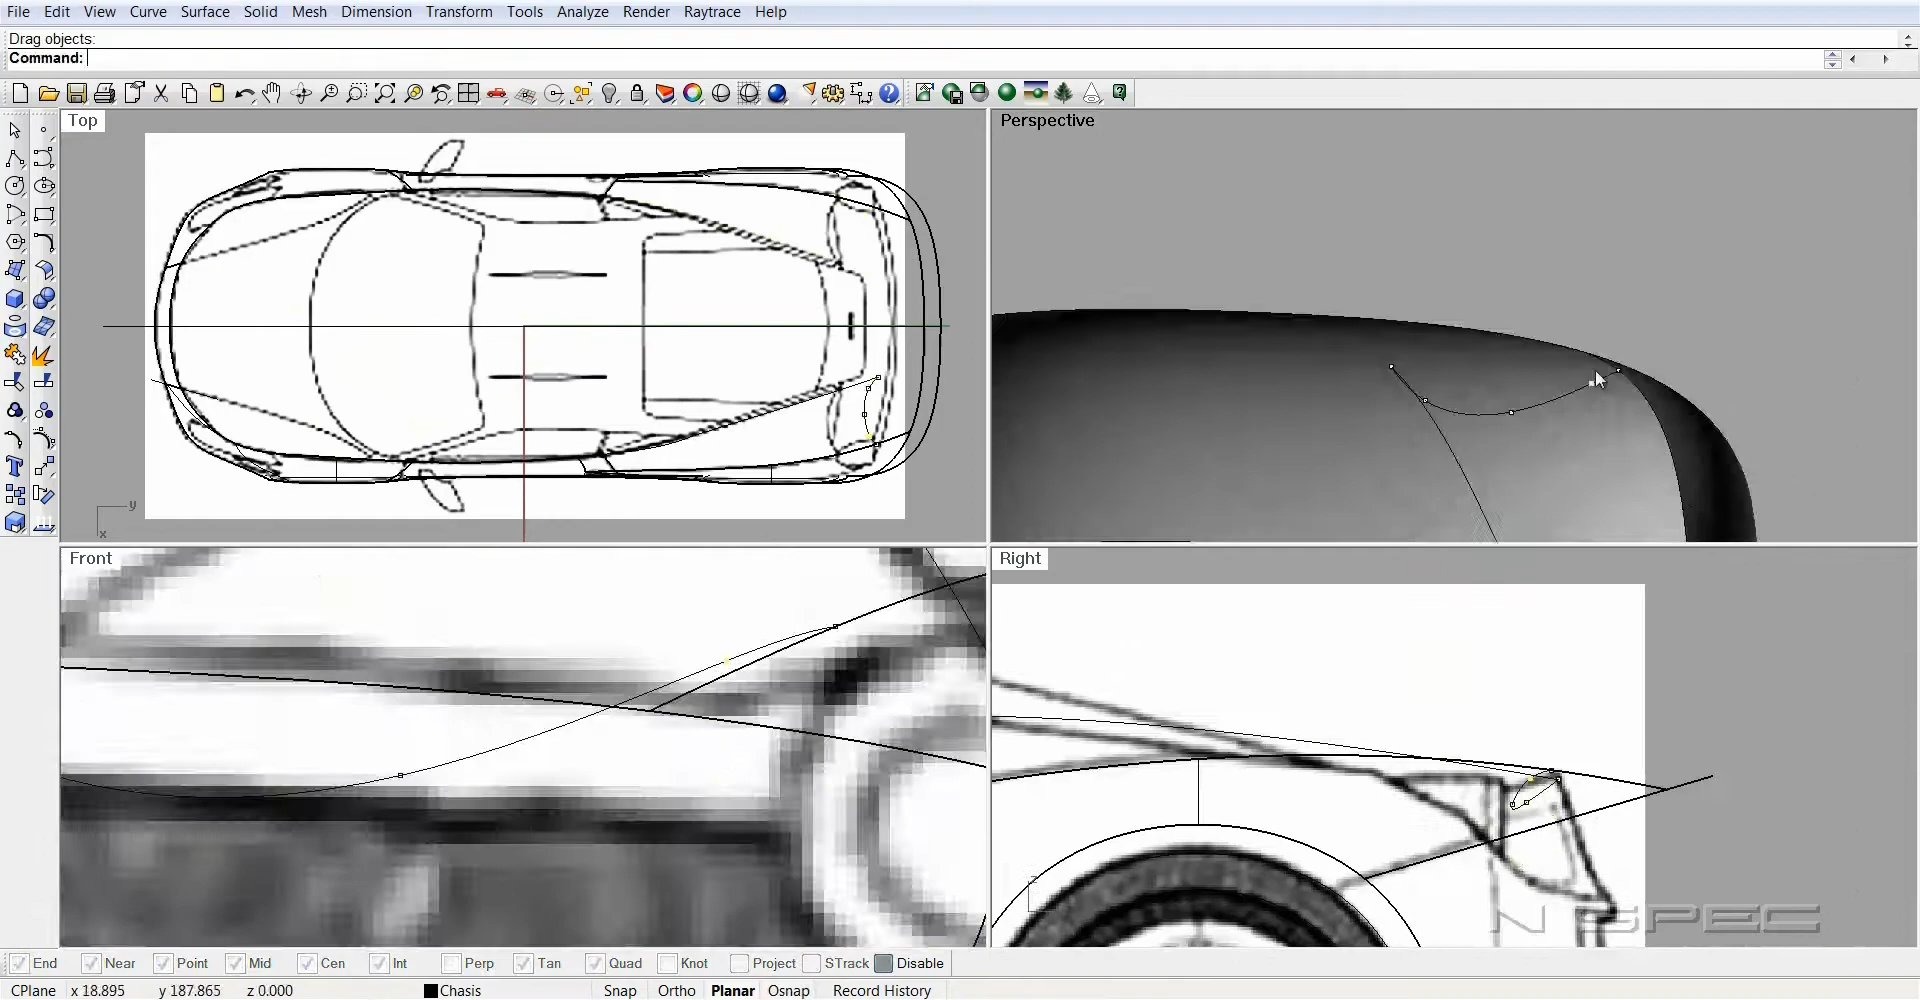 File Edit View Curve Surface Solid Mesh Dimension Transform Tools Analyze Render Raytrace Help
Drag objects:
Command:
Top
Perspective
y
x
Front
Right
z
N SPEC
End Near Point Mid Cen Int Perp Tan Quad Knot Project STrack Disable
CPlane x 18.895 y 187.865 z 0.000 Chasis Snap Ortho Planar Osnap Record History